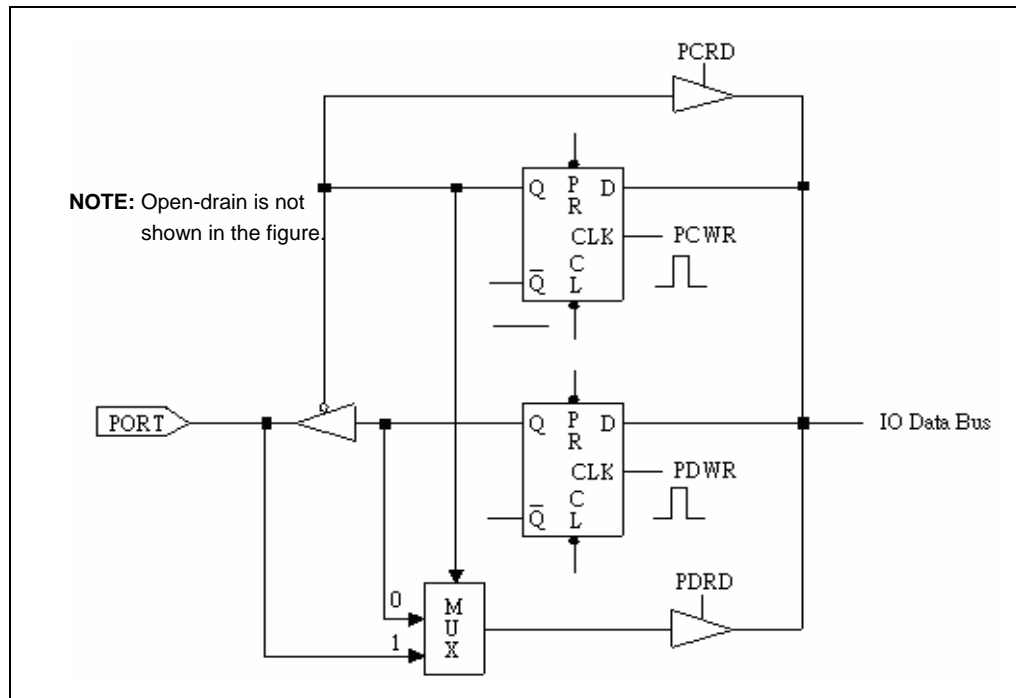 PCRD
NOTE: Open-drain is not
shown in the figure.
Q P D
R
CLK PCWR
C
Q̅ L
PORT
Q P D
R
IO Data Bus
CLK PDWR
C
Q̅ L
PDRD
0
1
M
U
X